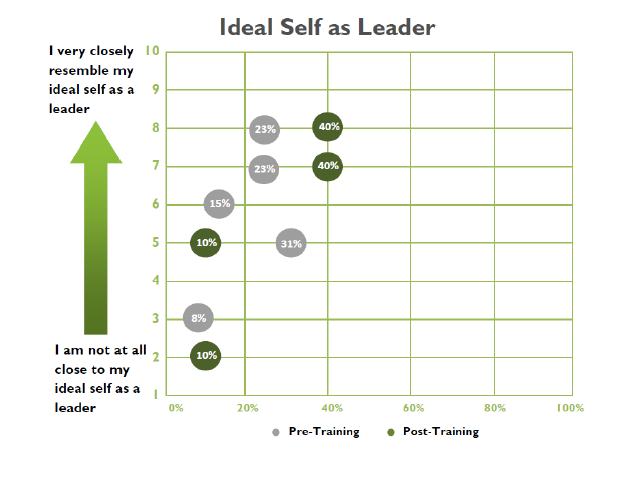 Ideal Self as Leader
I very closely
resemble my
ideal self as a
leader
10
9
8
7
6
5
4
3
2
1
23%
40%
23%
40%
15%
10%
31%
8%
10%
I am not at all
close to my
ideal self as a
leader
0% 20% 40% 60% 80% 100%
Pre-Training Post-Training